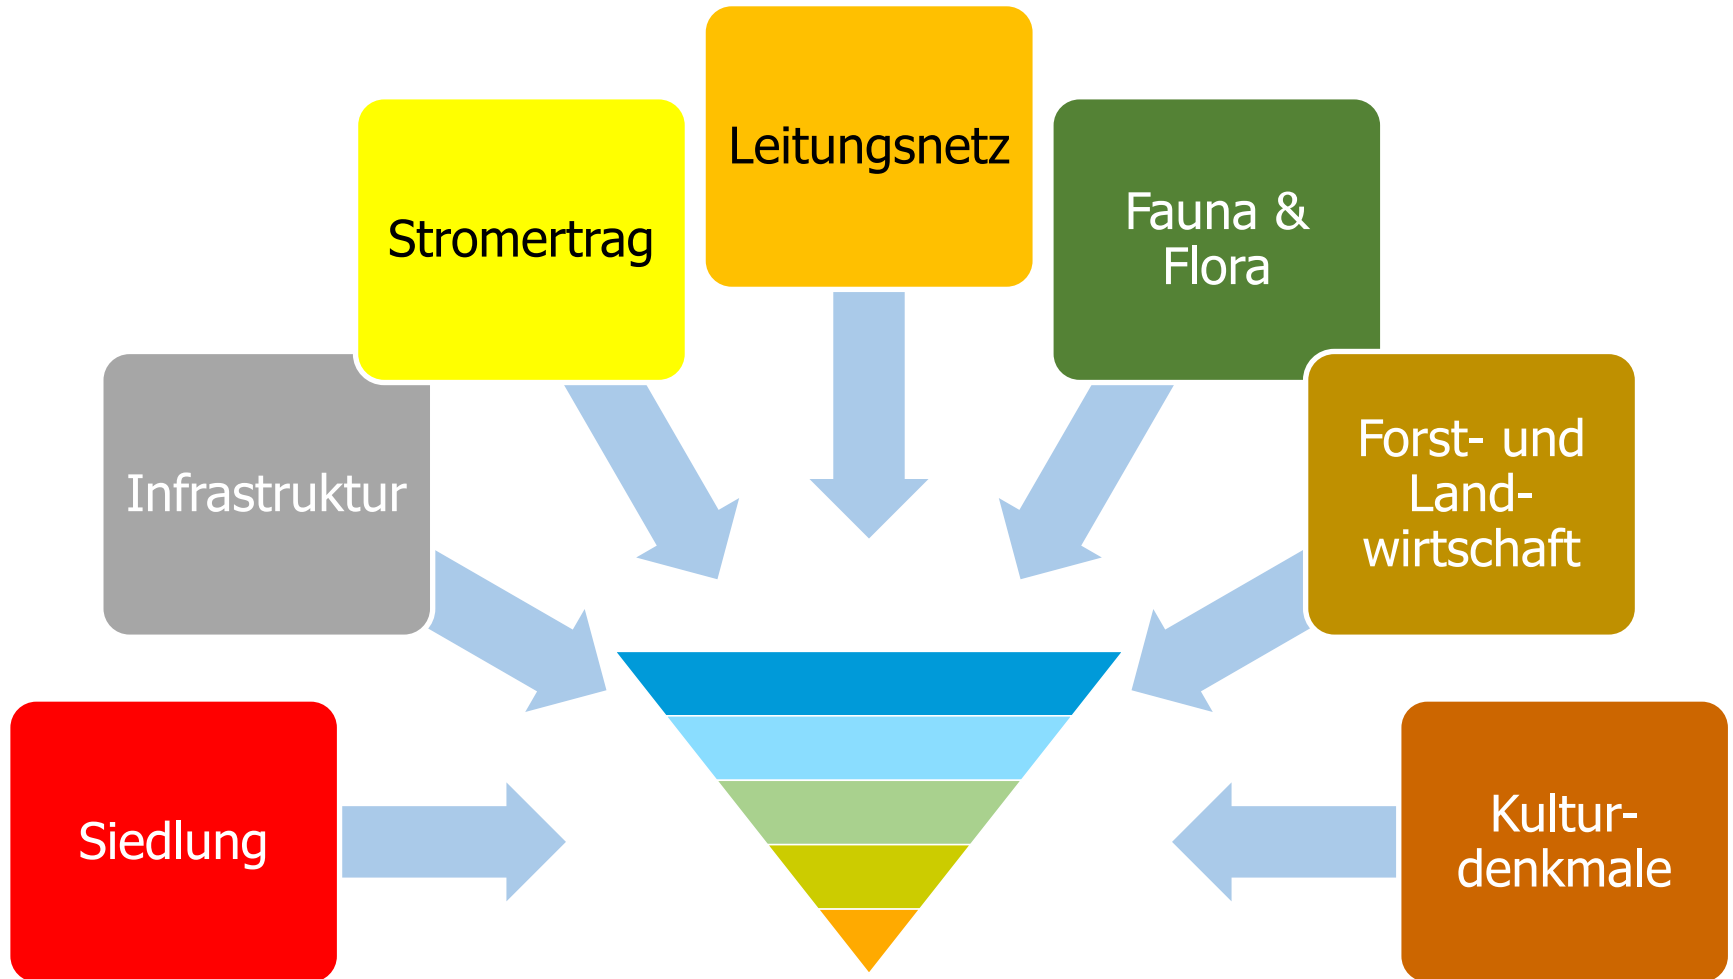 Leitungsnetz
Stromertrag
Fauna &
Flora
Infrastruktur
Forst- und
Land-
wirtschaft
Siedlung
Kultur-
denkmale